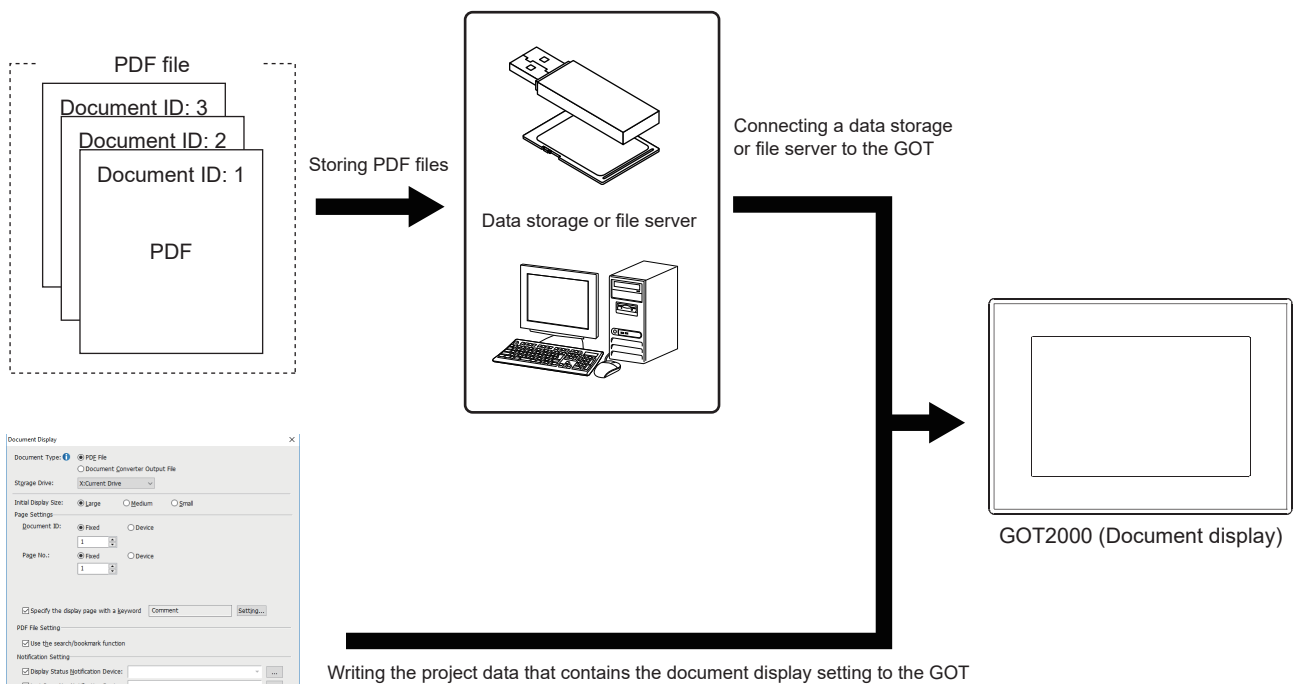 PDF file
Document ID: 3
Document ID: 2
Document ID: 1
PDF
Storing PDF files
Data storage or file server
Connecting a data storage
or file server to the GOT
GOT2000 (Document display)
Document Display
Document Type: PDF File
Document Converter Output File
Storage Drive: X:Current Drive
Initial Display Size: Large Medium Small
Page Settings
Document ID: Fixed Device
1
Page No.: Fixed Device
1
Specify the display page with a keyword Comment Setting...
PDF File Setting
Use the search/bookmark function
Notification Setting
Display Status Notification Device: ...
Writing the project data that contains the document display setting to the GOT